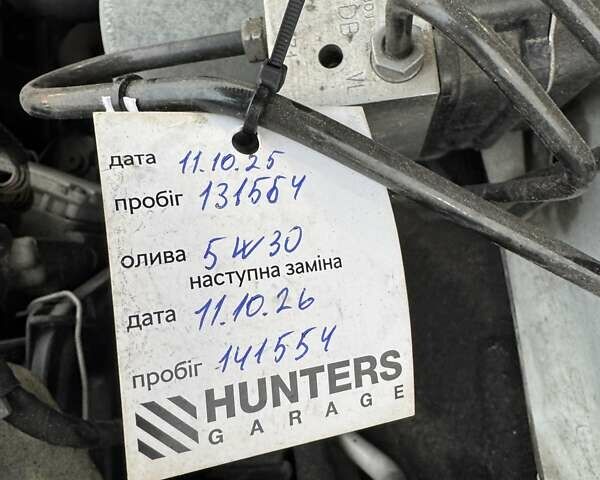 дата 11.10.25
пробіг 131554
олива 5W30
наступна заміна
дата 11.10.26
пробіг 141554
HUNTERS
GARAGE